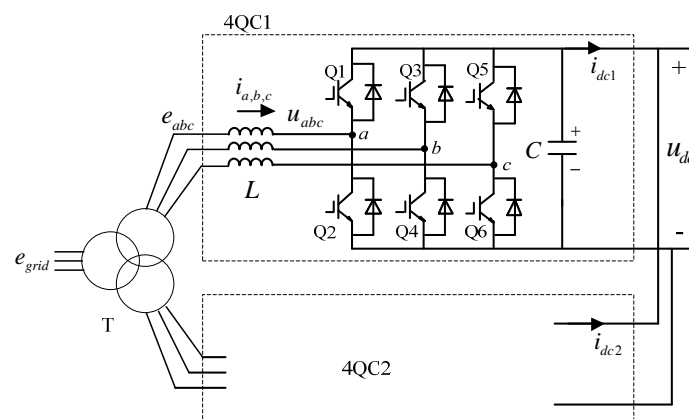 4QC1
Q1
Q3
Q5
i_{dc1}
+
i_{a,b,c}
e_{abc}
u_{abc}
a
b
c
C
+
−
u_{dc}
L
Q2
Q4
Q6
-
e_{grid}
T
i_{dc2}
4QC2